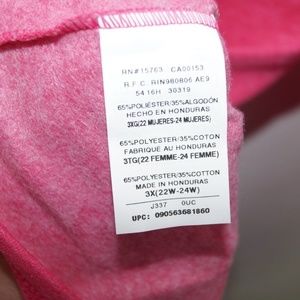 RN#15763 CA00153
R.F.C. RIN980806 AE9
5416H 30319
65%POLIÉSTER/35%ALGODÓN
HECHO EN HONDURAS
3XG(22 MUJERES-24 MUJERES)
65%POLYESTER/35%COTON
FABRIQUE AU HONDURAS
3TG(22 FEMME-24 FEMME)
65%POLYESTER/35%COTTON
MADE IN HONDURAS
3X(22W-24W)
J337 0UC
UPC: 090563681860